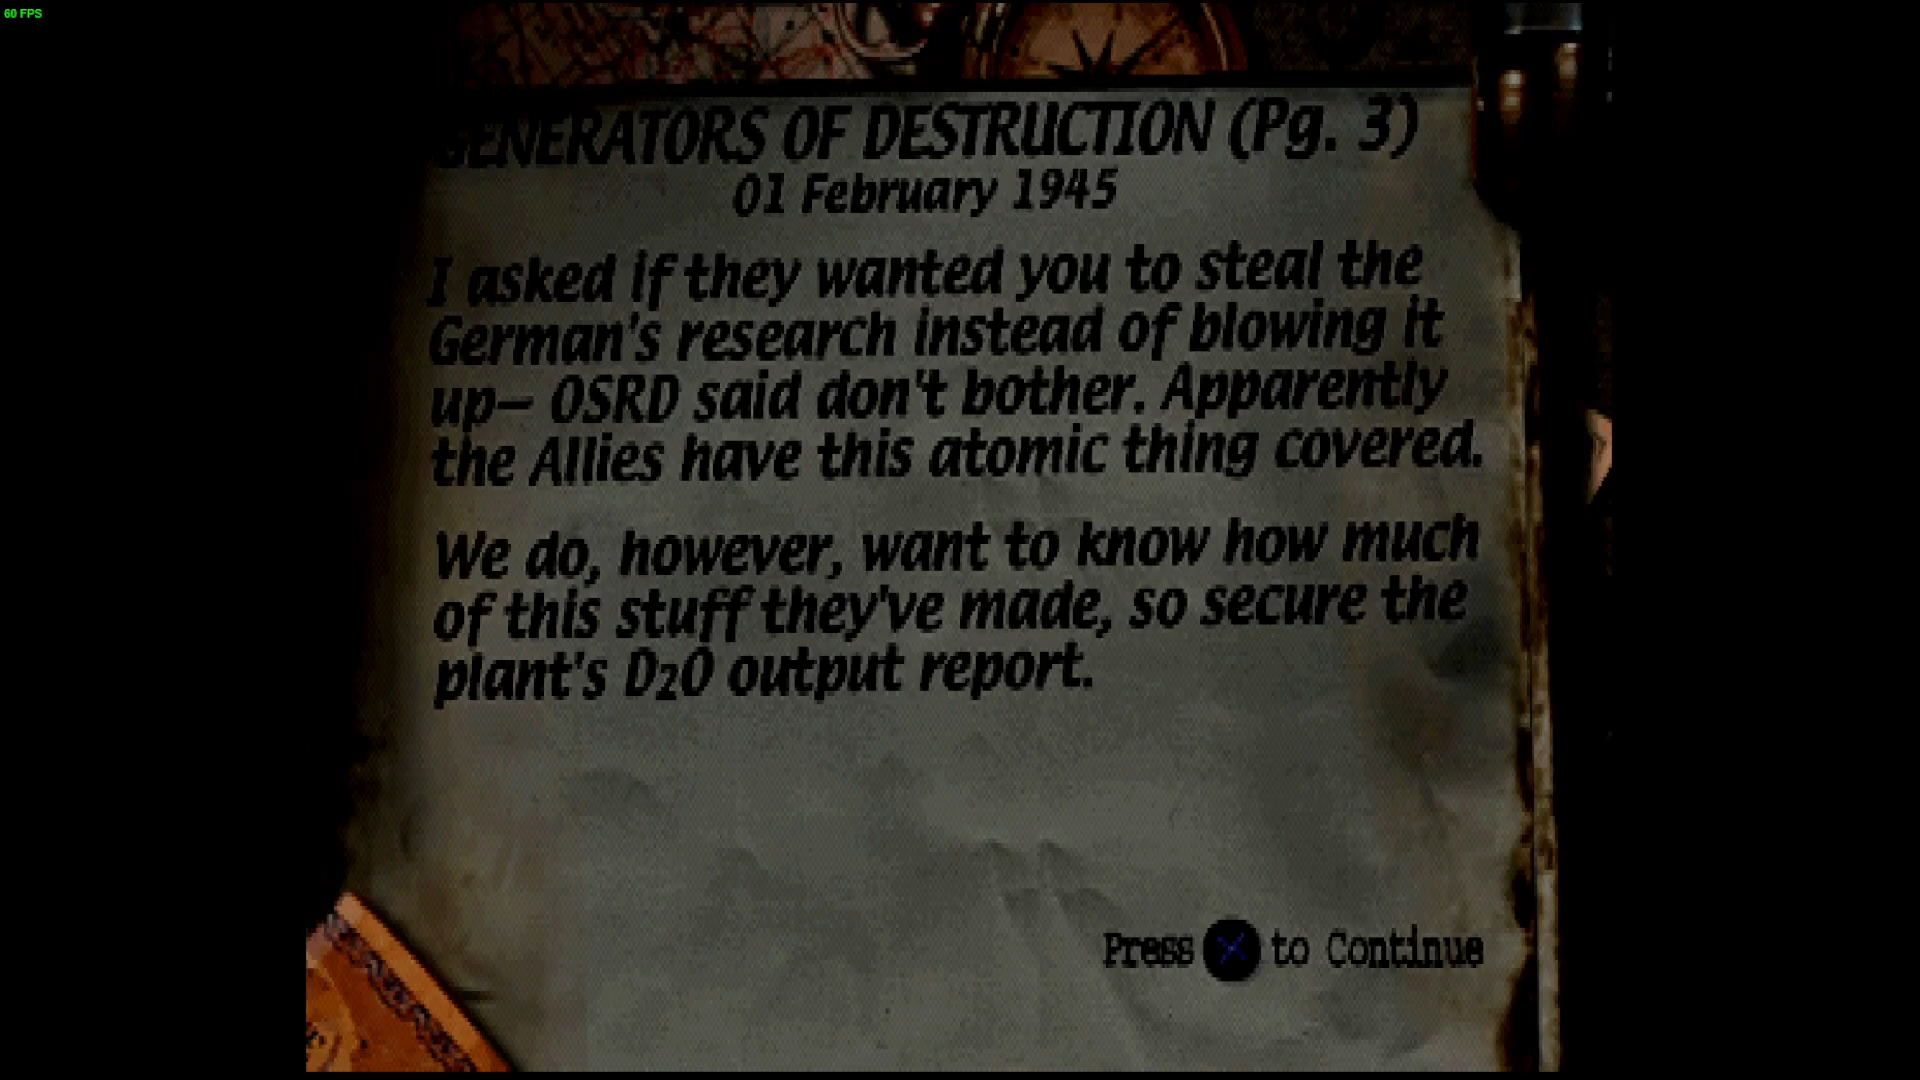 60 FPS
GENERATORS OF DESTRUCTION (Pg. 3)
01 February 1945
I asked if they wanted you to steal the
German's research instead of blowing it
up— OSRD said don't bother. Apparently
the Allies have this atomic thing covered.
We do, however, want to know how much
of this stuff they've made, so secure the
plant's D₂O output report.
Press X to Continue